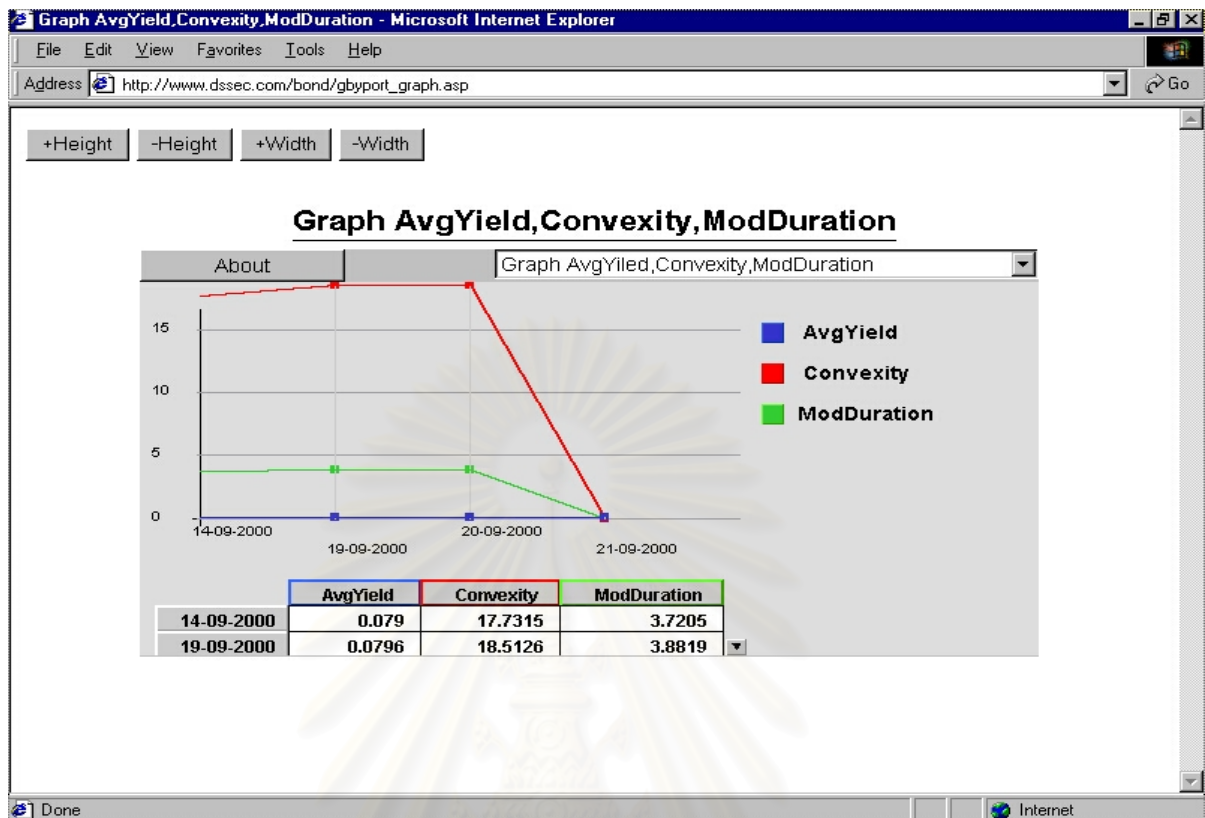 Graph AvgYield,Convexity,ModDuration - Microsoft Internet Explorer
File Edit View Favorites Tools Help
Address http://www.dssec.com/bond/gbyport_graph.asp Go
+Height -Height +Width -Width
Graph AvgYield,Convexity,ModDuration
About Graph AvgYiled,Convexity,ModDuration
15
10
5
0
AvgYield
Convexity
ModDuration
14-09-2000 20-09-2000
19-09-2000 21-09-2000
AvgYield Convexity ModDuration
14-09-2000 0.079 17.7315 3.7205
19-09-2000 0.0796 18.5126 3.8819
Done Internet